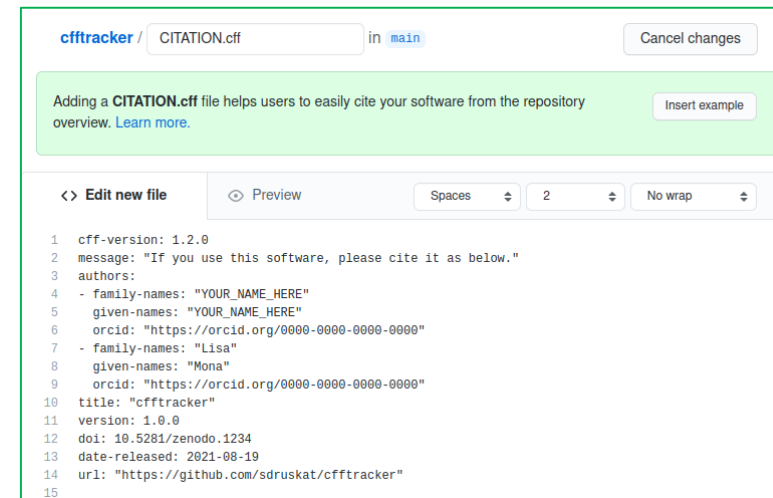 cfftracker / CITATION.cff in main Cancel changes
Adding a CITATION.cff file helps users to easily cite your software from the repository Insert example
overview. Learn more.
<> Edit new file Preview Spaces 2 No wrap
1 cff-version: 1.2.0
2 message: "If you use this software, please cite it as below."
3 authors:
4 - family-names: "YOUR_NAME_HERE"
5 given-names: "YOUR_NAME_HERE"
6 orcid: "https://orcid.org/0000-0000-0000-0000"
7 - family-names: "Lisa"
8 given-names: "Mona"
9 orcid: "https://orcid.org/0000-0000-0000-0000"
10 title: "cfftracker"
11 version: 1.0.0
12 doi: 10.5281/zenodo.1234
13 date-released: 2021-08-19
14 url: "https://github.com/sdruskat/cfftracker"
15